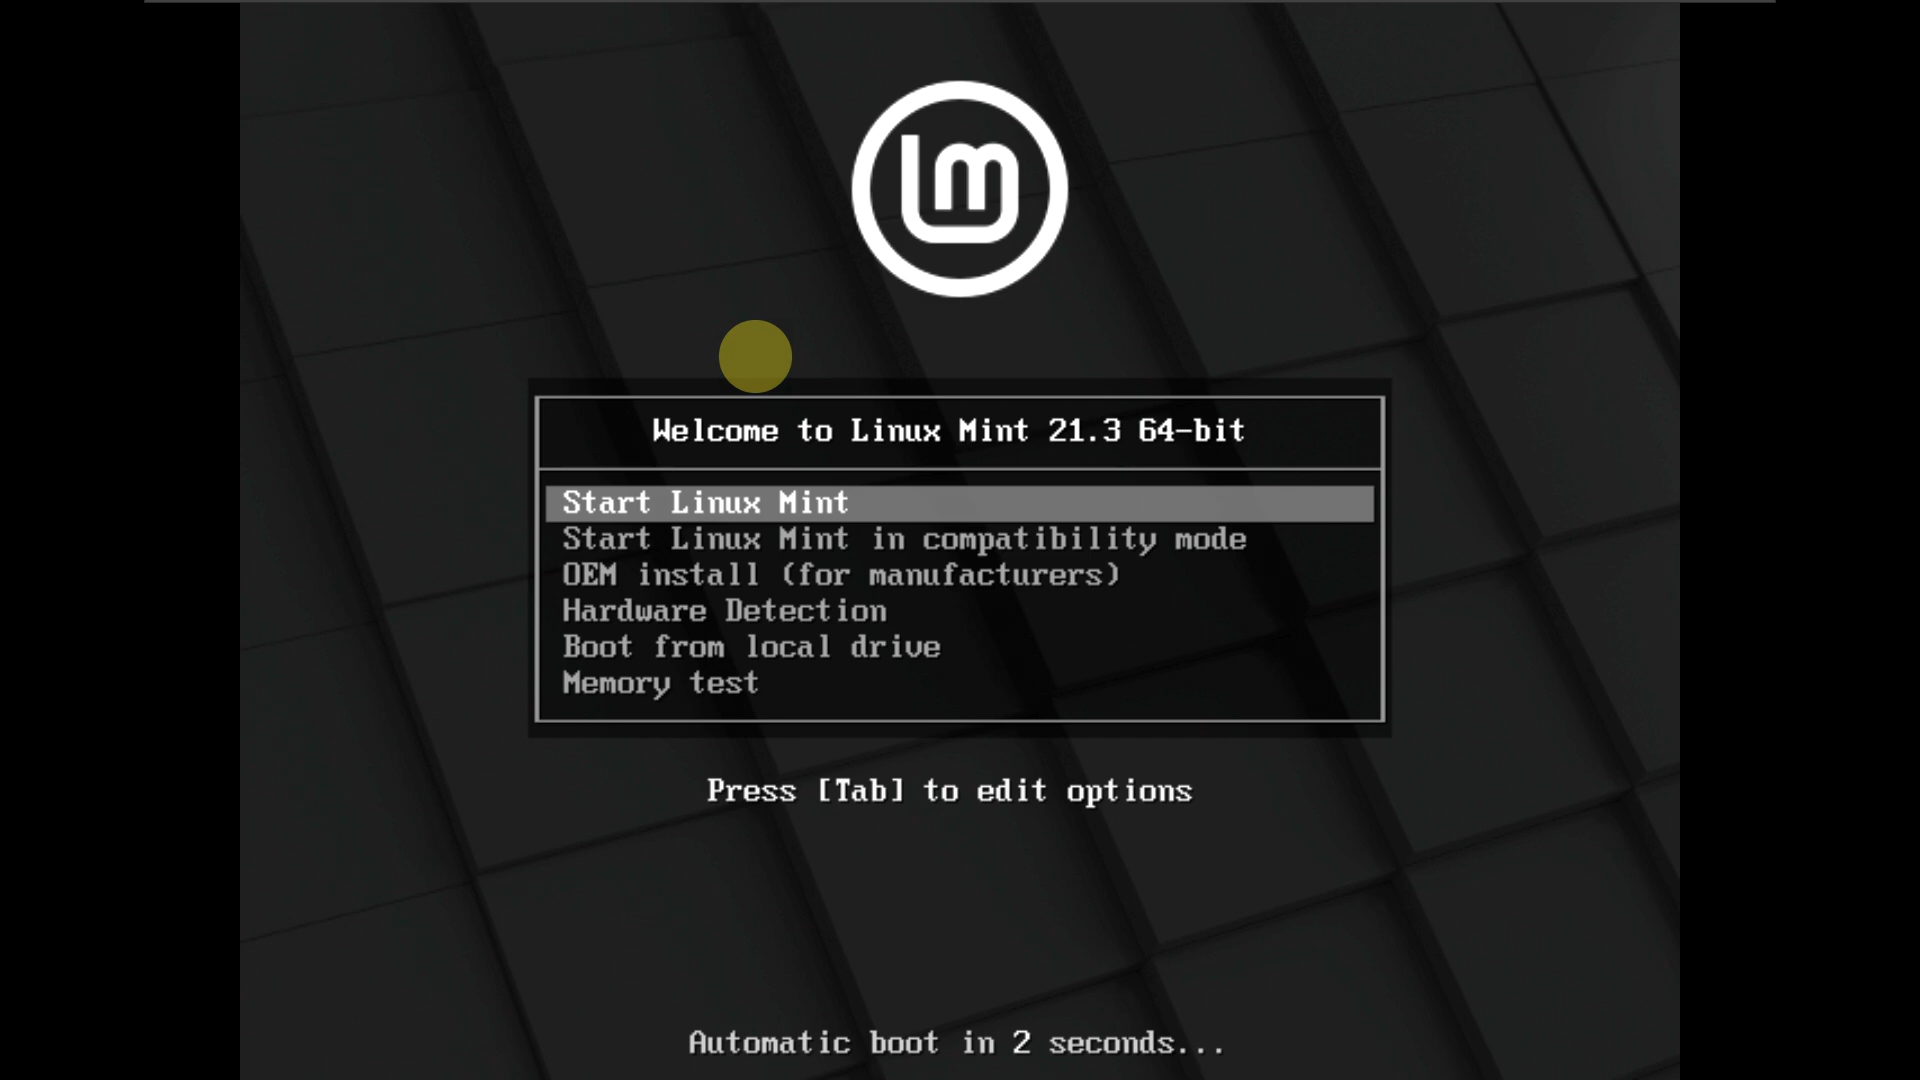 lm
Welcome to Linux Mint 21.3 64-bit
Start Linux Mint
Start Linux Mint in compatibility mode
OEM install (for manufacturers)
Hardware Detection
Boot from local drive
Memory test
Press [Tab] to edit options
Automatic boot in 2 seconds...